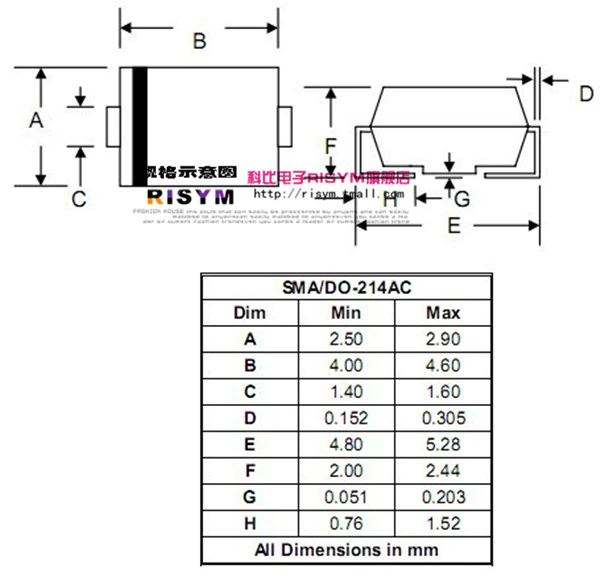 B
A
C
F
D
规格示意图
RISYM
科比电子RISYM旗舰店
http://risym.tmall.com
H
G
E
SMA/DO-214AC
Dim Min Max
A 2.50 2.90
B 4.00 4.60
C 1.40 1.60
D 0.152 0.305
E 4.80 5.28
F 2.00 2.44
G 0.051 0.203
H 0.76 1.52
All Dimensions in mm